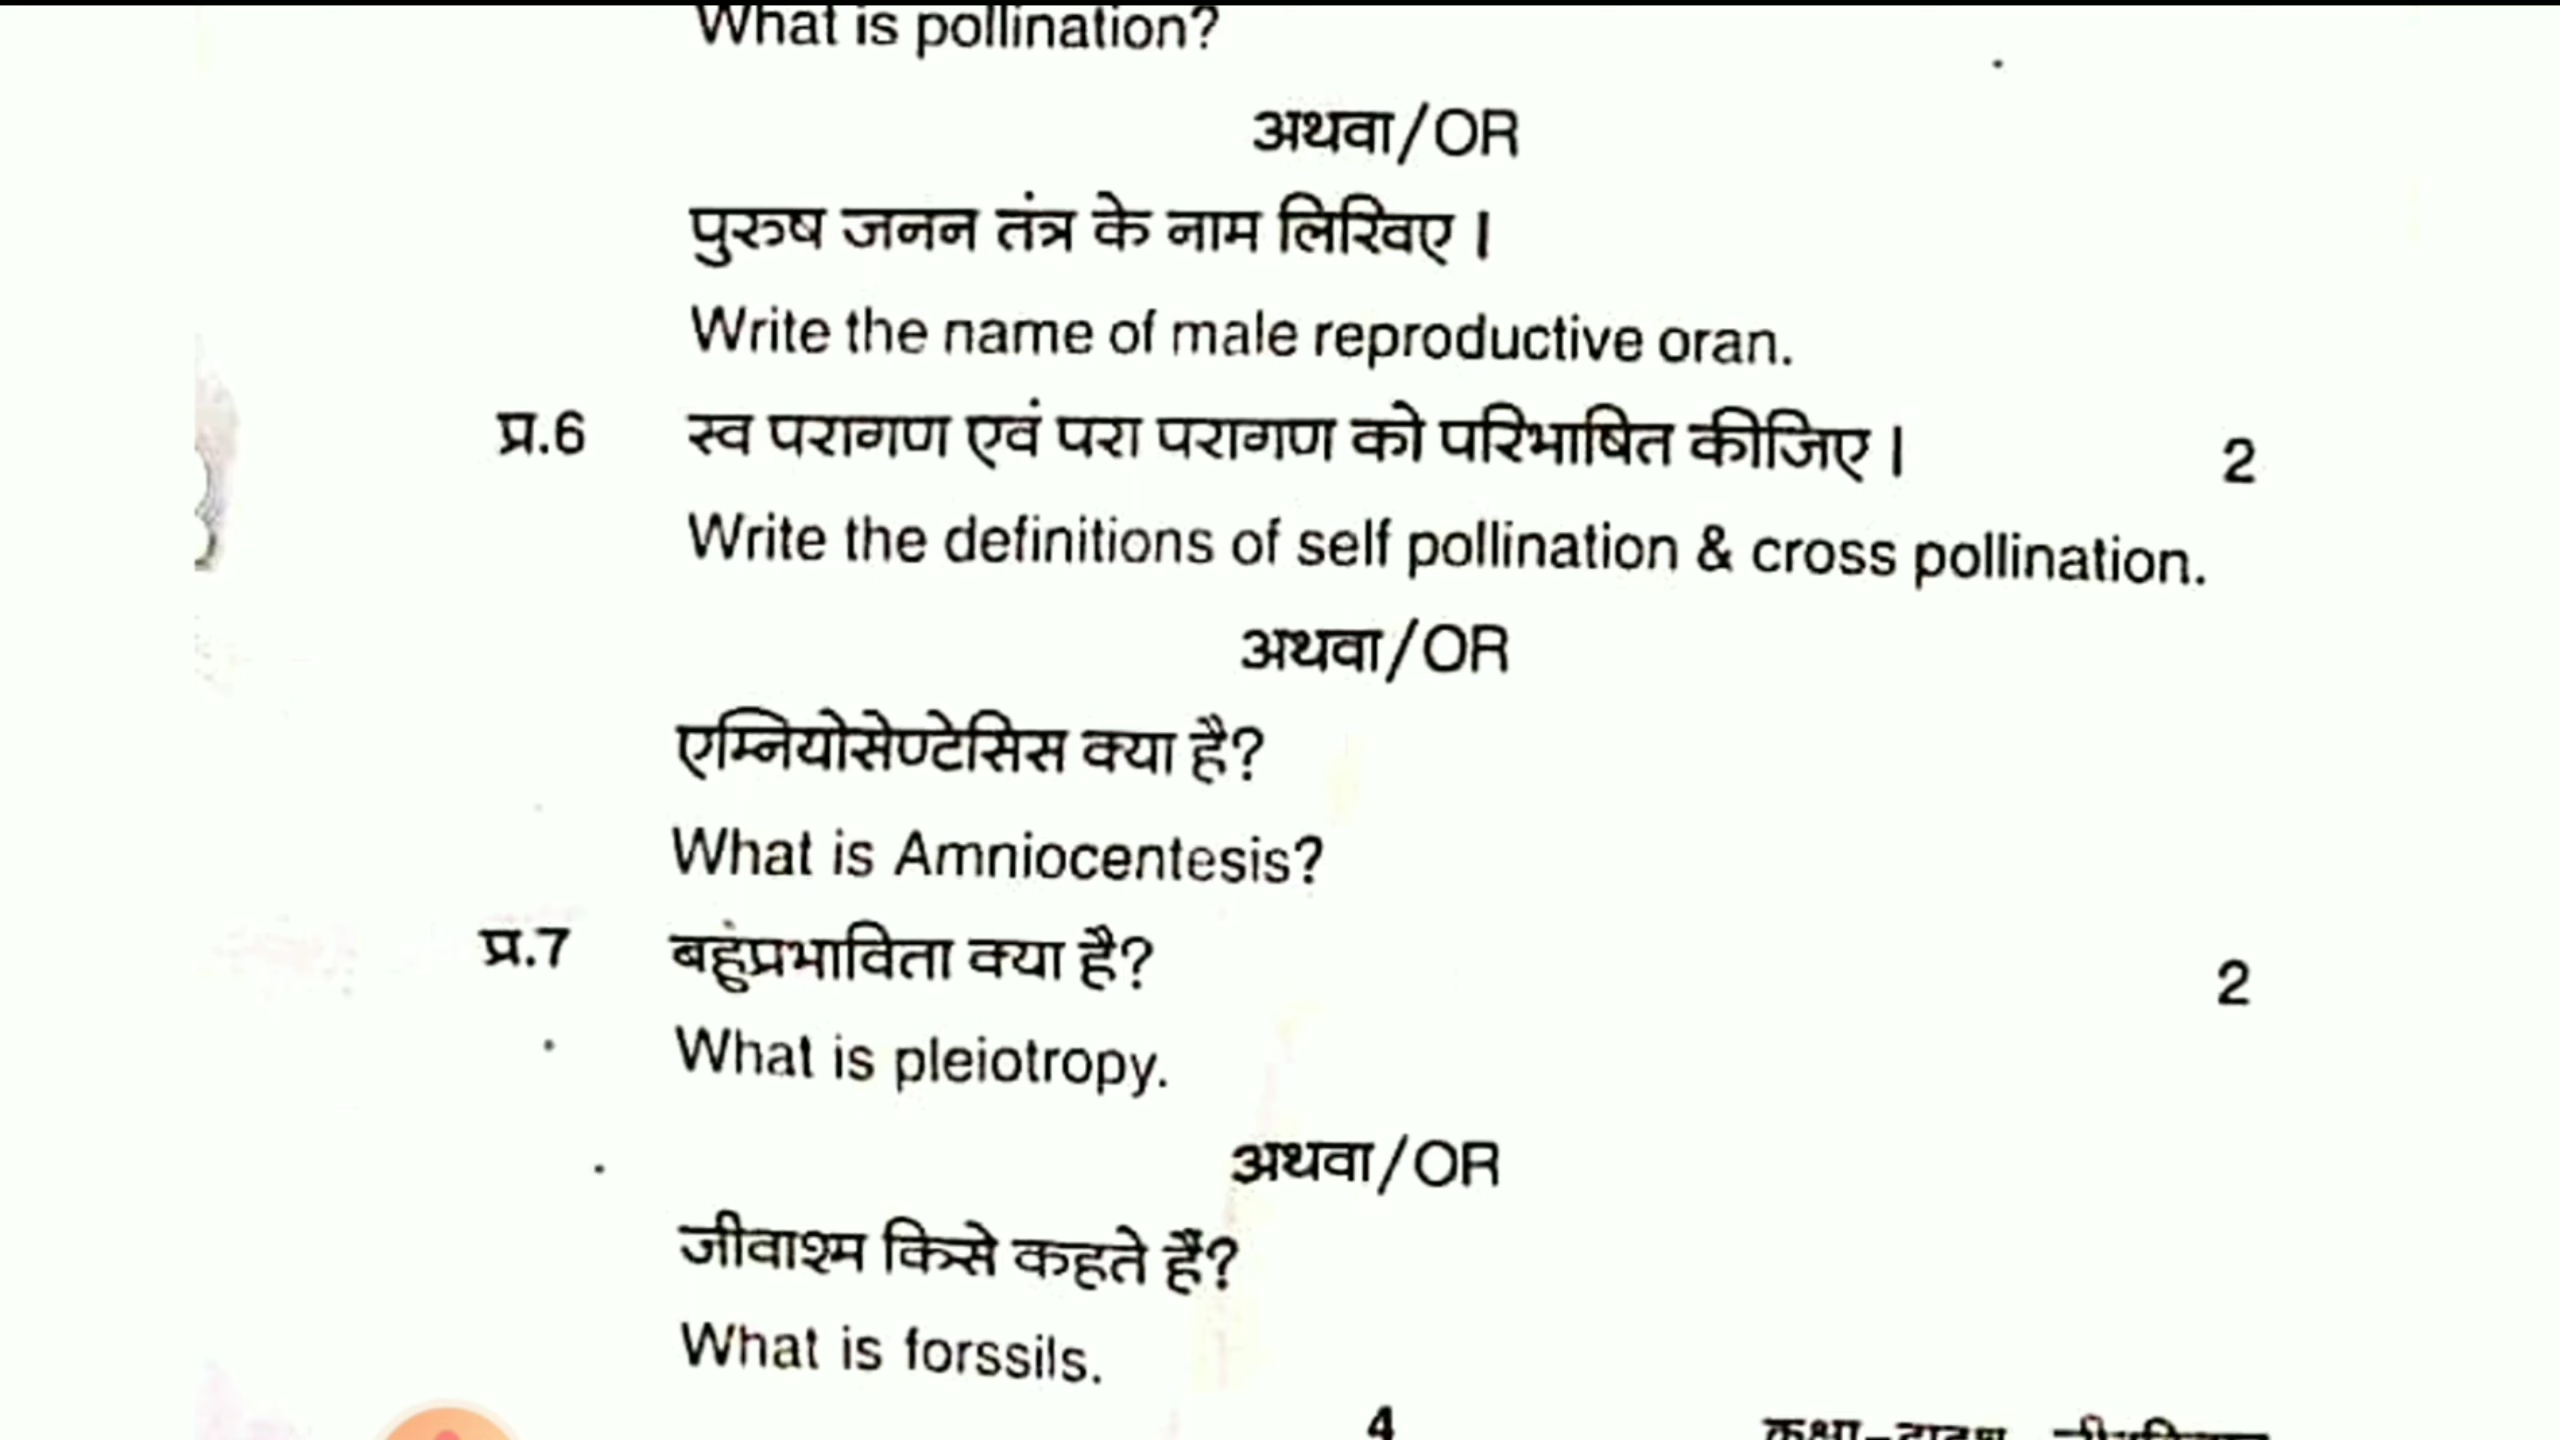 What is pollination?
अथवा/OR
पुरुष जनन तंत्र के नाम लिखिए।
Write the name of male reproductive oran.
प्र.6 स्व परागण एवं परा परागण को परिभाषित कीजिए। 2
Write the definitions of self pollination & cross pollination.
अथवा/OR
एम्नियोसेण्टेसिस क्या है?
What is Amniocentesis?
प्र.7 बहुप्रभाविता क्या है? 2
What is pleiotropy.
अथवा/OR
जीवाश्म किसे कहते हैं?
What is forssils.
4